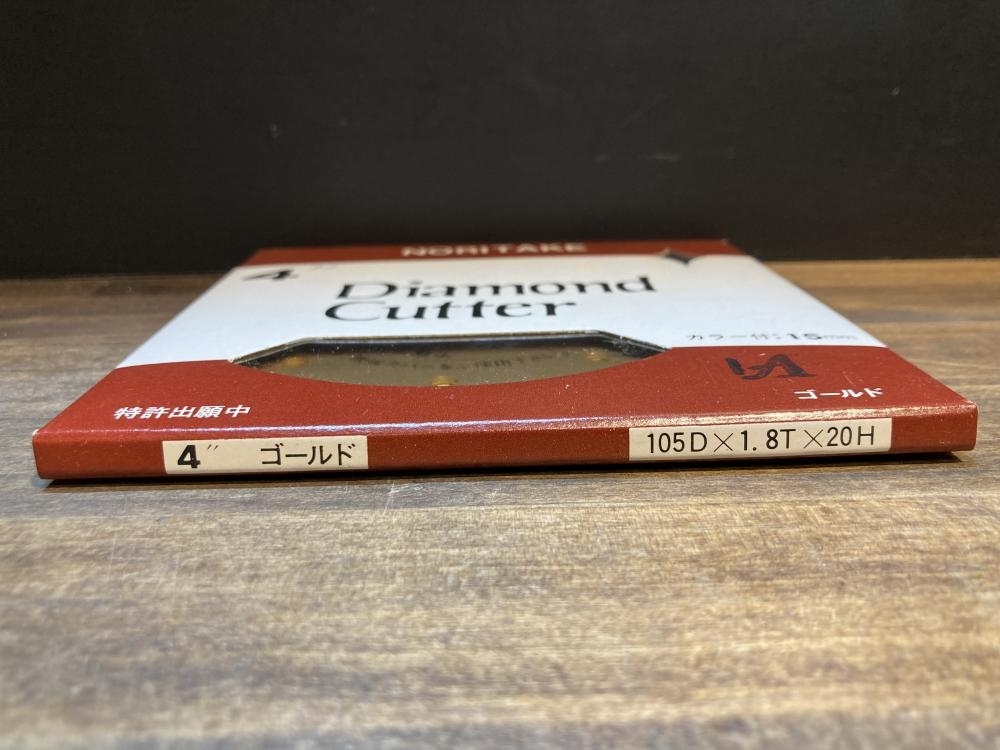 NORITAKE
4″
Diamond
Cutter
カラー付：15mm
ゴールド
特許出願中
4″ ゴールド
105D×1.8T×20H